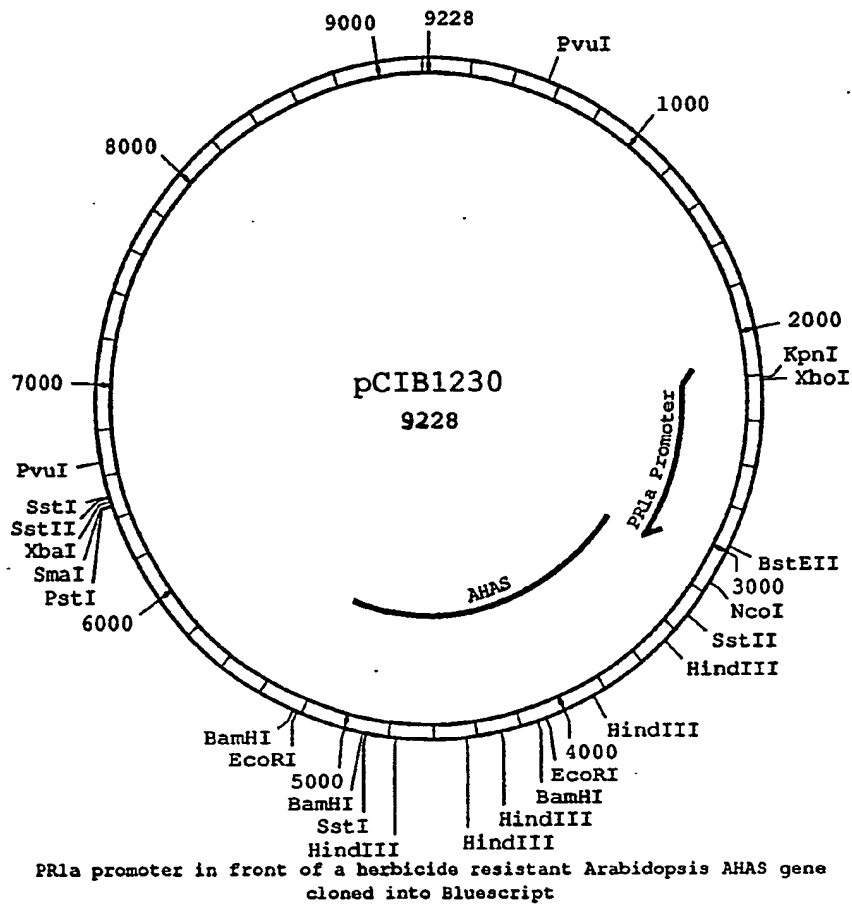 9000
9228
PvuI
1000
8000
2000
KpnI
XhoI
7000
pCIB1230
9228
PR1a Promoter
PvuI
SstI
SstII
XbaI
SmaI
PstI
6000
AHAS
BstEII
3000
NcoI
SstII
HindIII
HindIII
4000
EcoRI
BamHI
HindIII
HindIII
BamHI
EcoRI
5000
BamHI
SstI
HindIII
PR1a promoter in front of a herbicide resistant Arabidopsis AHAS gene
cloned into Bluescript